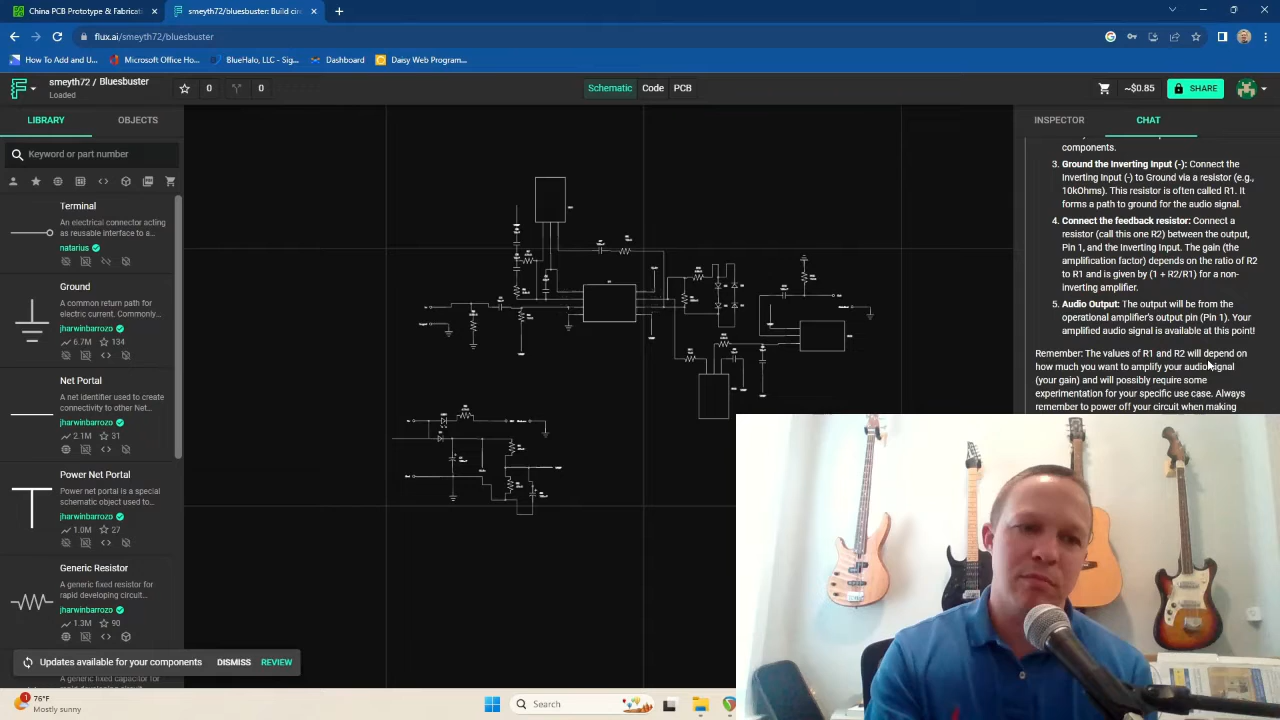 China PCB Prototype & Fabricati
smeyth72/bluesbuster: Build circ
flux.ai/smeyth72/bluesbuster
How To Add and U...
Microsoft Office Ho...
BlueHalo, LLC - Sig...
Dashboard
Daisy Web Program...
smeyth72 / Bluesbuster
Loaded
0
0
Schematic
Code
PCB
~$0.85
SHARE
LIBRARY
OBJECTS
INSPECTOR
CHAT
Keyword or part number
Terminal
An electrical connector acting
as reusable interface to a...
natarius
Ground
A common return path for
electric current. Commonly...
jharwinbarrozo
6.7M
134
Net Portal
A net identifier used to create
connectivity to other Net...
jharwinbarrozo
2.1M
31
Power Net Portal
Power net portal is a special
schematic object used to...
jharwinbarrozo
1.0M
27
Generic Resistor
A generic fixed resistor for
rapid developing circuit...
jharwinbarrozo
1.3M
90
A generic fixed capacitor for
Updates available for your components
DISMISS
REVIEW
components.
3. Ground the Inverting Input (-): Connect the
Inverting Input (-) to Ground via a resistor (e.g.,
10kOhms). This resistor is often called R1. It
forms a path to ground for the audio signal.
4. Connect the feedback resistor: Connect a
resistor (call this one R2) between the output,
Pin 1, and the Inverting Input. The gain (the
amplification factor) depends on the ratio of R2
to R1 and is given by (1 + R2/R1) for a non-
inverting amplifier.
5. Audio Output: The output will be from the
operational amplifier's output pin (Pin 1). Your
amplified audio signal is available at this point!
Remember: The values of R1 and R2 will depend on
how much you want to amplify your audio signal
(your gain) and will possibly require some
experimentation for your specific use case. Always
remember to power off your circuit when making
1
76°F
Mostly sunny
Search